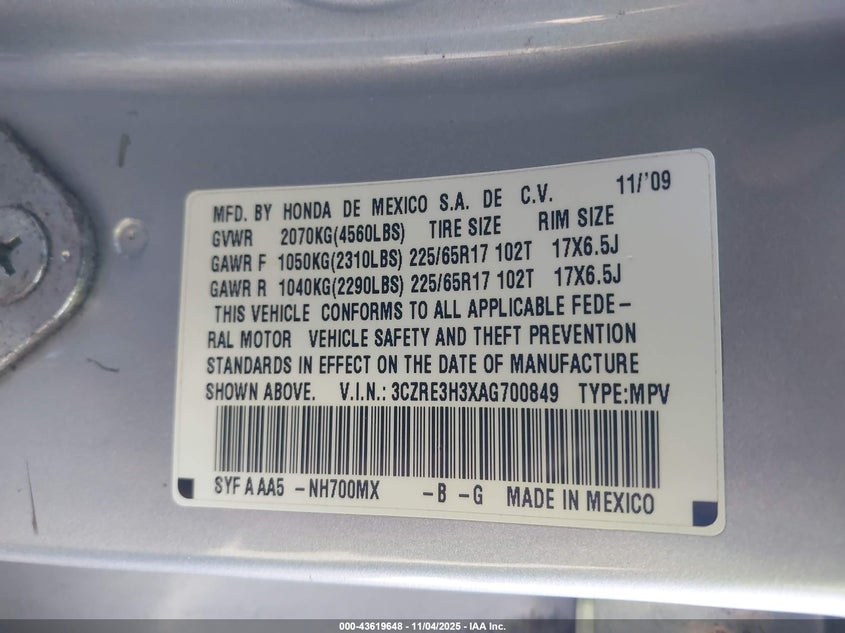 MFD. BY HONDA DE MEXICO S.A. DE C.V. 11/'09
GVWR 2070KG(4560LBS) TIRE SIZE RIM SIZE
GAWR F 1050KG(2310LBS) 225/65R17 102T 17X6.5J
GAWR R 1040KG(2290LBS) 225/65R17 102T 17X6.5J
THIS VEHICLE CONFORMS TO ALL APPLICABLE FEDE-
RAL MOTOR VEHICLE SAFETY AND THEFT PREVENTION
STANDARDS IN EFFECT ON THE DATE OF MANUFACTURE
SHOWN ABOVE. V.I.N.: 3CZRE3H3XAG700849 TYPE:MPV
SYF A AA5 -NH700MX -B -G MADE IN MEXICO
000-43619648 - 11/04/2025 - IAA Inc.